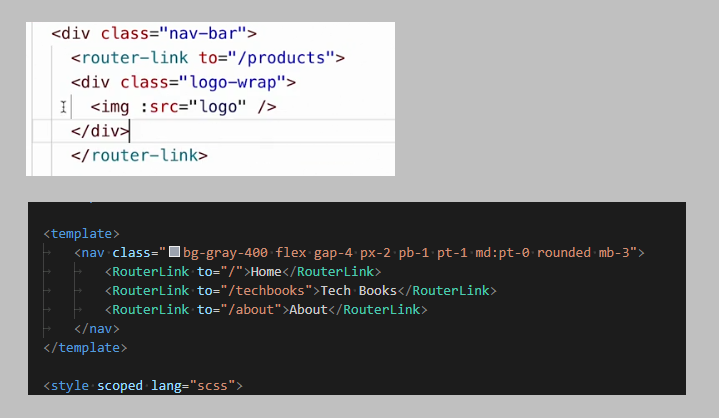 <div class="nav-bar">
<router-link to="/products">
<div class="logo-wrap">
<img :src="logo" />
</div>
</router-link>
<template>
<nav class="bg-gray-400 flex gap-4 px-2 pb-1 pt-1 md:pt-0 rounded mb-3">
<RouterLink to="/">Home</RouterLink>
<RouterLink to="/techbooks">Tech Books</RouterLink>
<RouterLink to="/about">About</RouterLink>
</nav>
</template>
<style scoped lang="scss">